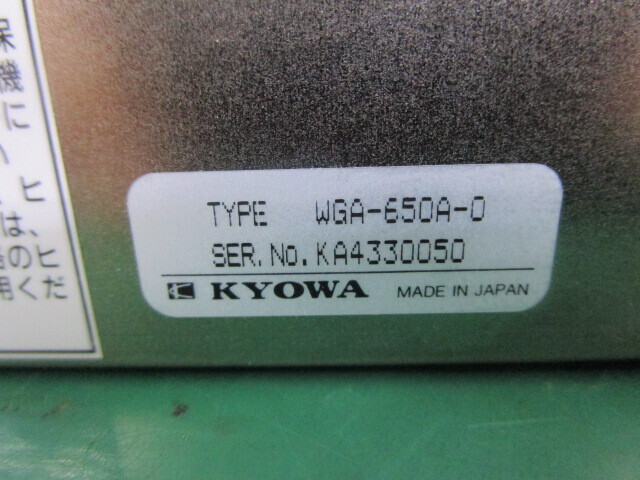 保
機
に
い
ヒ
は、
のヒ
用くだ
TYPE WGA-650A-0
SER.No.KA4330050
KYOWA MADE IN JAPAN